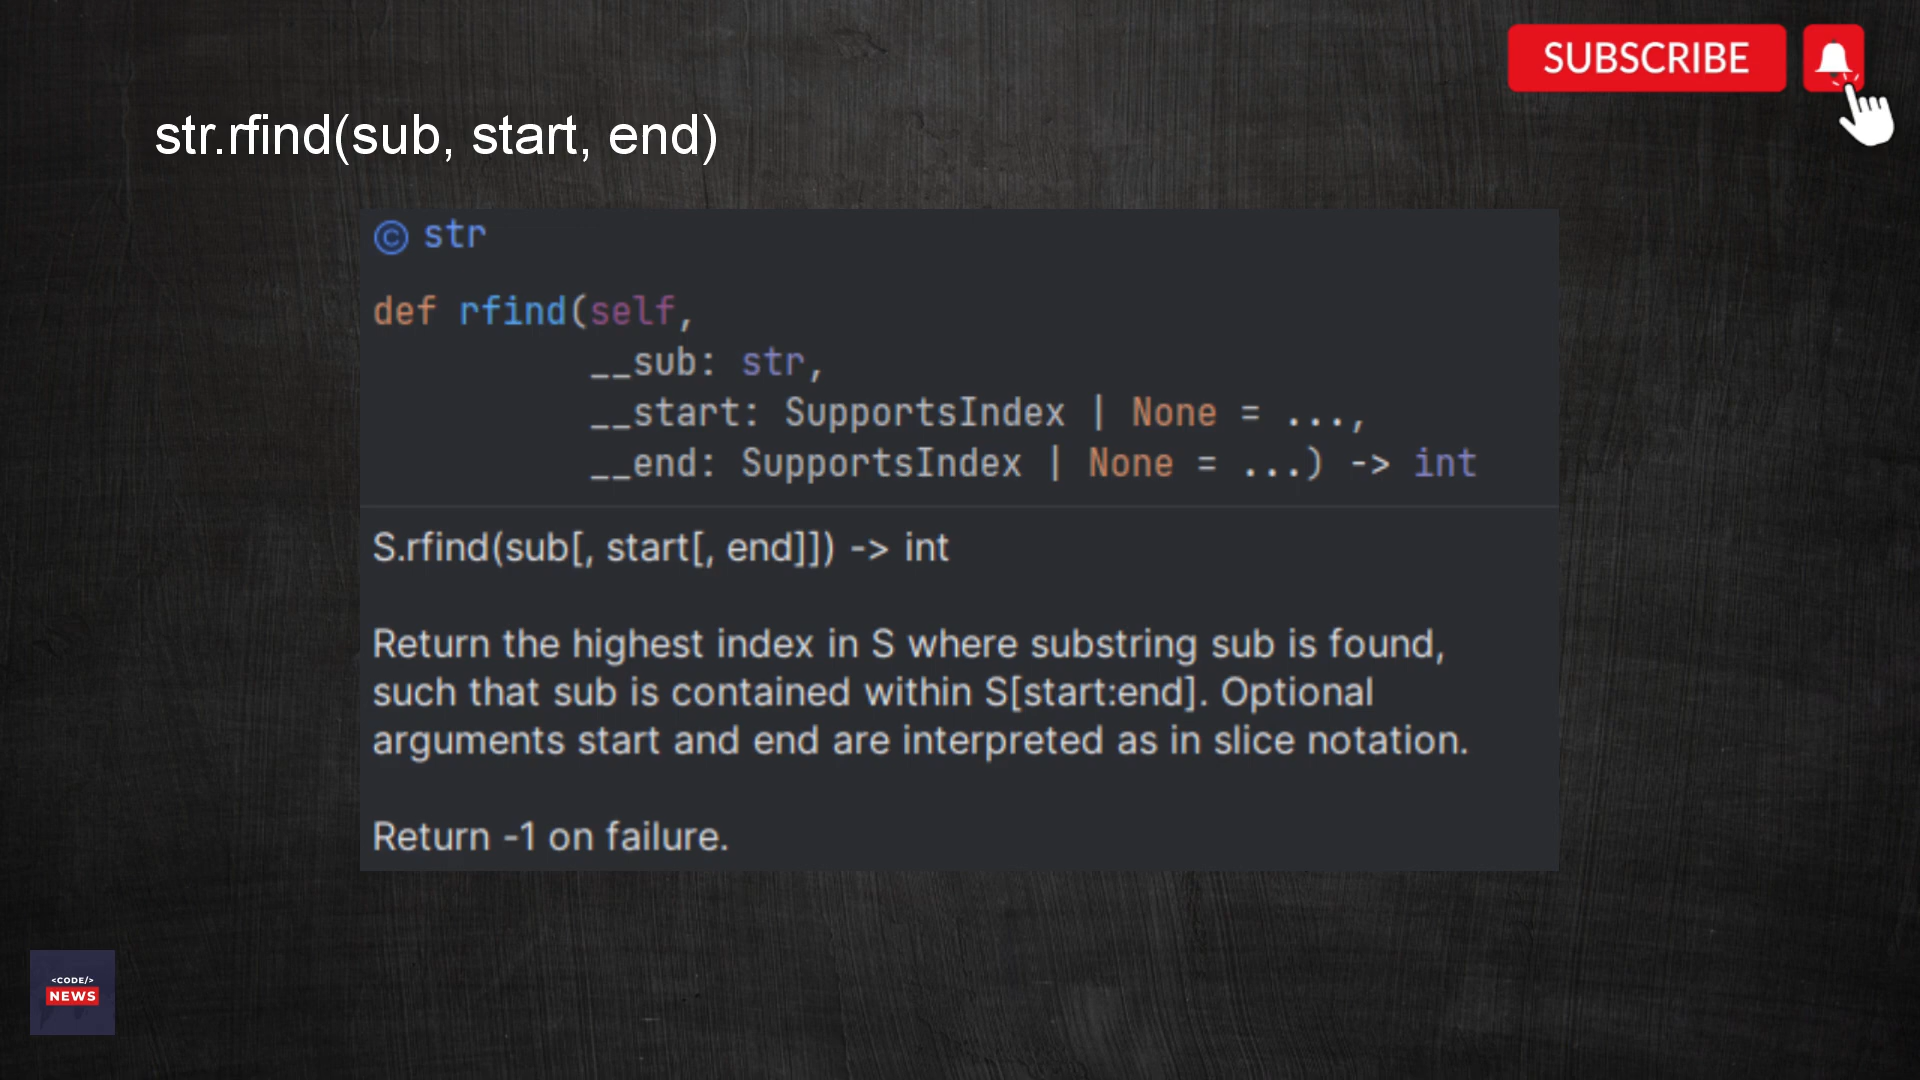 SUBSCRIBE
str.rfind(sub, start, end)
© str
def rfind(self,
__sub: str,
__start: SupportsIndex | None = ...,
__end: SupportsIndex | None = ...) -> int
S.rfind(sub[, start[, end]]) -> int
Return the highest index in S where substring sub is found,
such that sub is contained within S[start:end]. Optional
arguments start and end are interpreted as in slice notation.
Return -1 on failure.
<CODE/>
NEWS